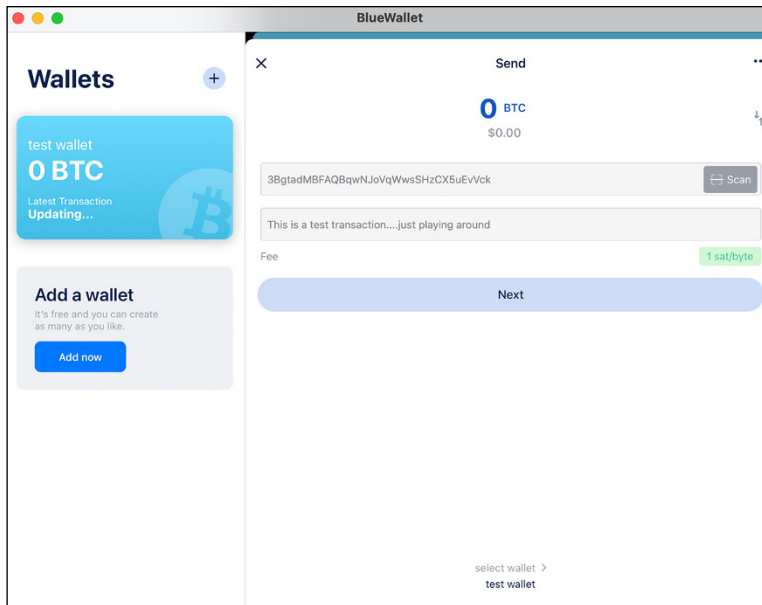 BlueWallet
Wallets
+
test wallet
0 BTC
Latest Transaction
Updating...
Add a wallet
It's free and you can create
as many as you like.
Add now
Send
0 BTC
$0.00
3BgtadMBFAQBqwNJoVqWwsSHzCX5uEvVck
Scan
This is a test transaction....just playing around
Fee
1 sat/byte
Next
select wallet >
test wallet